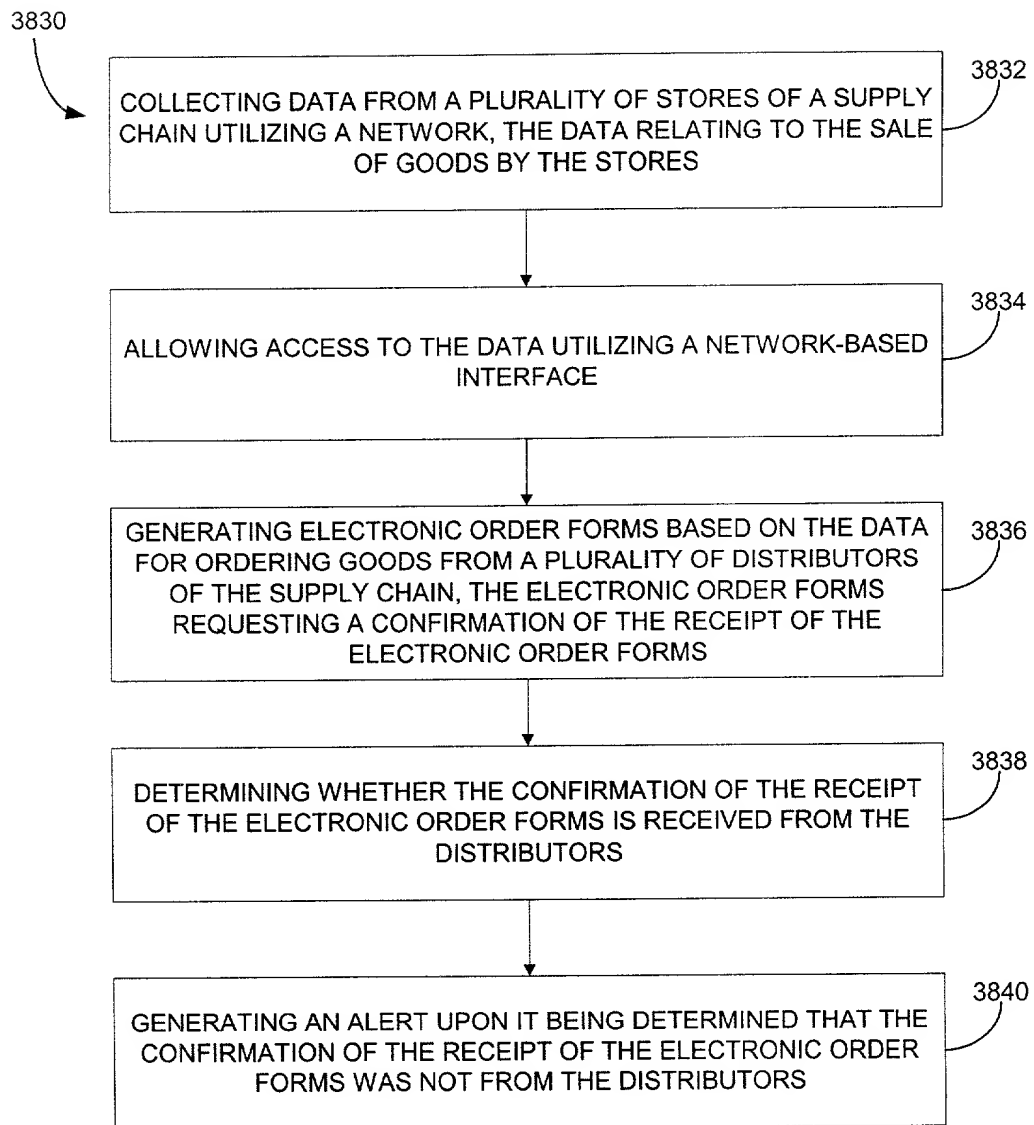 3830
3832
COLLECTING DATA FROM A PLURALITY OF STORES OF A SUPPLY
CHAIN UTILIZING A NETWORK, THE DATA RELATING TO THE SALE
OF GOODS BY THE STORES
3834
ALLOWING ACCESS TO THE DATA UTILIZING A NETWORK-BASED
INTERFACE
3836
GENERATING ELECTRONIC ORDER FORMS BASED ON THE DATA
FOR ORDERING GOODS FROM A PLURALITY OF DISTRIBUTORS
OF THE SUPPLY CHAIN, THE ELECTRONIC ORDER FORMS
REQUESTING A CONFIRMATION OF THE RECEIPT OF THE
ELECTRONIC ORDER FORMS
3838
DETERMINING WHETHER THE CONFIRMATION OF THE RECEIPT
OF THE ELECTRONIC ORDER FORMS IS RECEIVED FROM THE
DISTRIBUTORS
3840
GENERATING AN ALERT UPON IT BEING DETERMINED THAT THE
CONFIRMATION OF THE RECEIPT OF THE ELECTRONIC ORDER
FORMS WAS NOT FROM THE DISTRIBUTORS